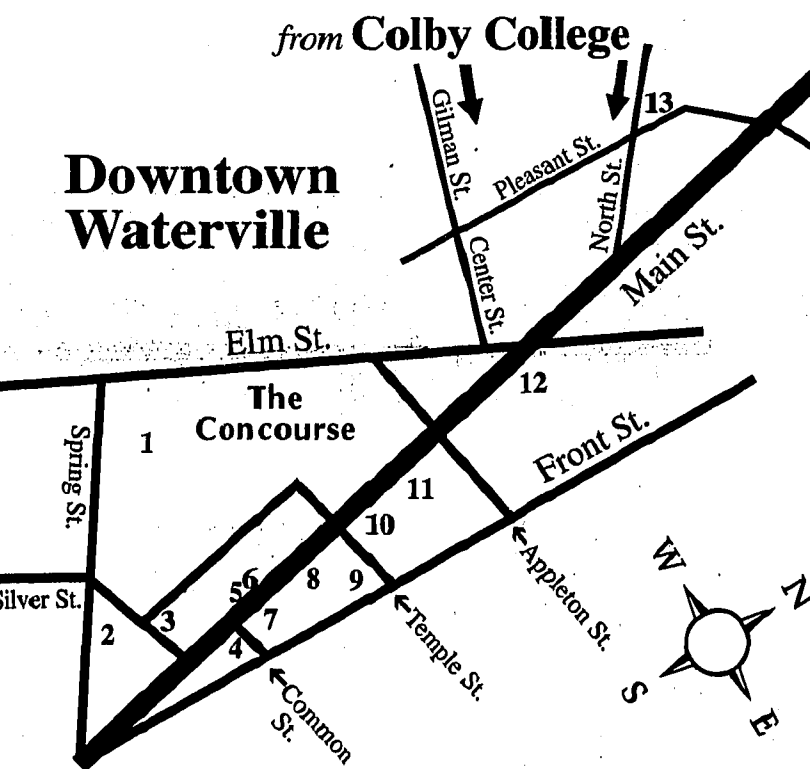 from Colby College
Gilman St.
13
Pleasant St.
Downtown
Waterville
North St.
Center St.
Main St.
Elm St.
12
The
Concourse
1
Spring St.
Front St.
11
10
Appleton St.
W
N
S
E
6
5
8
9
Silver St.
3
7
2
4
Temple St.
Common
St.